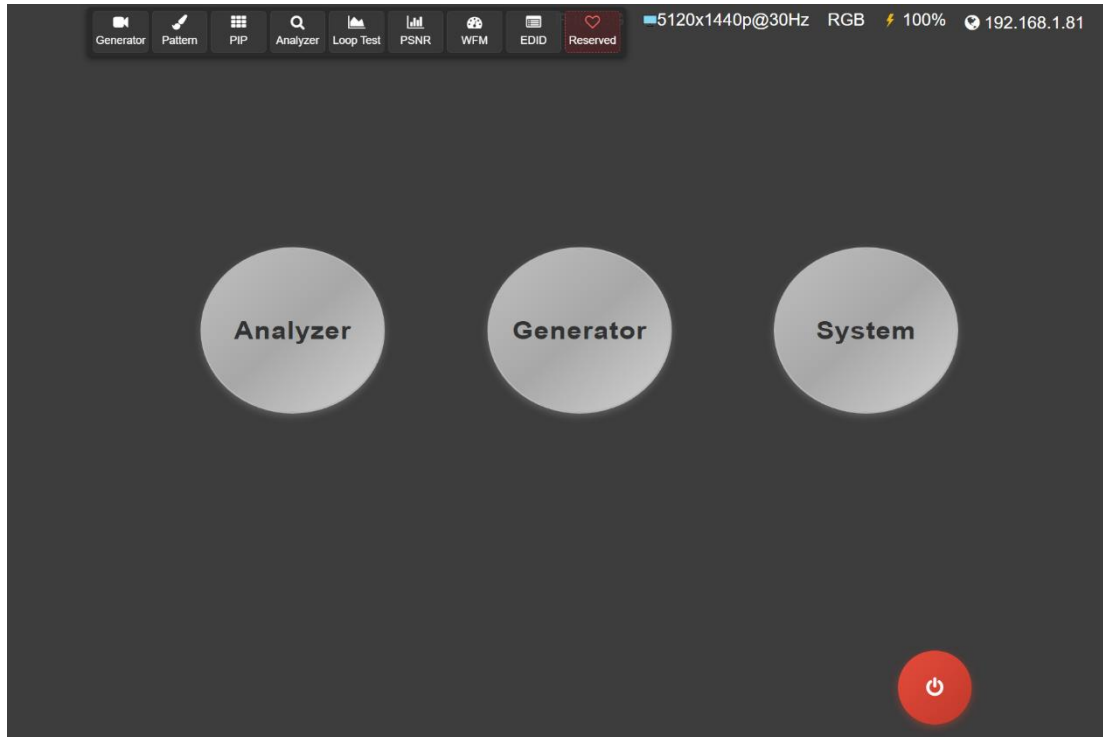 Generator Pattern PIP Analyzer Loop Test PSNR WFM EDID Reserved
5120x1440p@30Hz RGB 100% 192.168.1.81
Analyzer Generator System